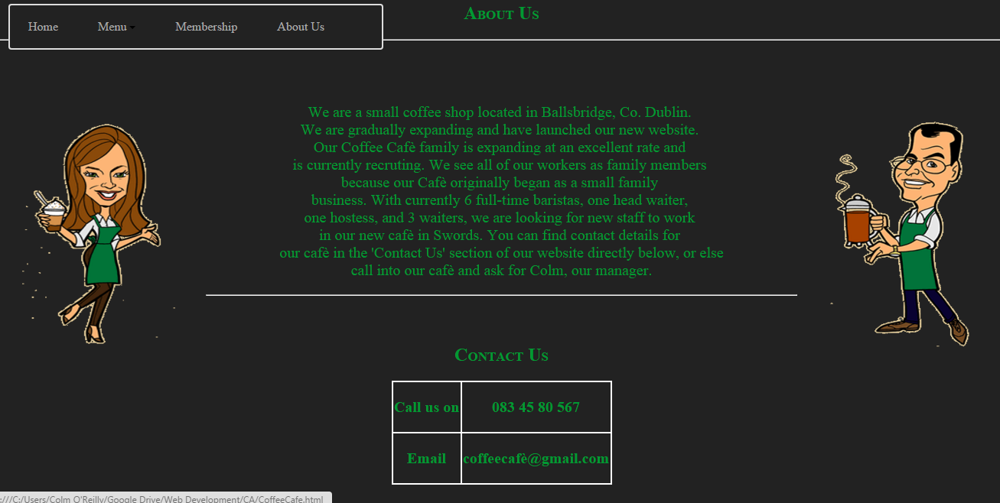 About Us
Home Menu Membership About Us
We are a small coffee shop located in Ballsbridge, Co. Dublin.
We are gradually expanding and have launched our new website.
Our Coffee Cafè family is expanding at an excellent rate and
is currently recruting. We see all of our workers as family members
because our Cafè originally began as a small family
business. With currently 6 full-time baristas, one head waiter,
one hostess, and 3 waiters, we are looking for new staff to work
in our new cafè in Swords. You can find contact details for
our cafè in the 'Contact Us' section of our website directly below, or else
call into our cafè and ask for Colm, our manager.
Contact Us
Call us on 083 45 80 567
Email coffeecafè@gmail.com
:///C:/Users/Colm O'Reilly/Google Drive/Web Development/CA/CoffeeCafe.html